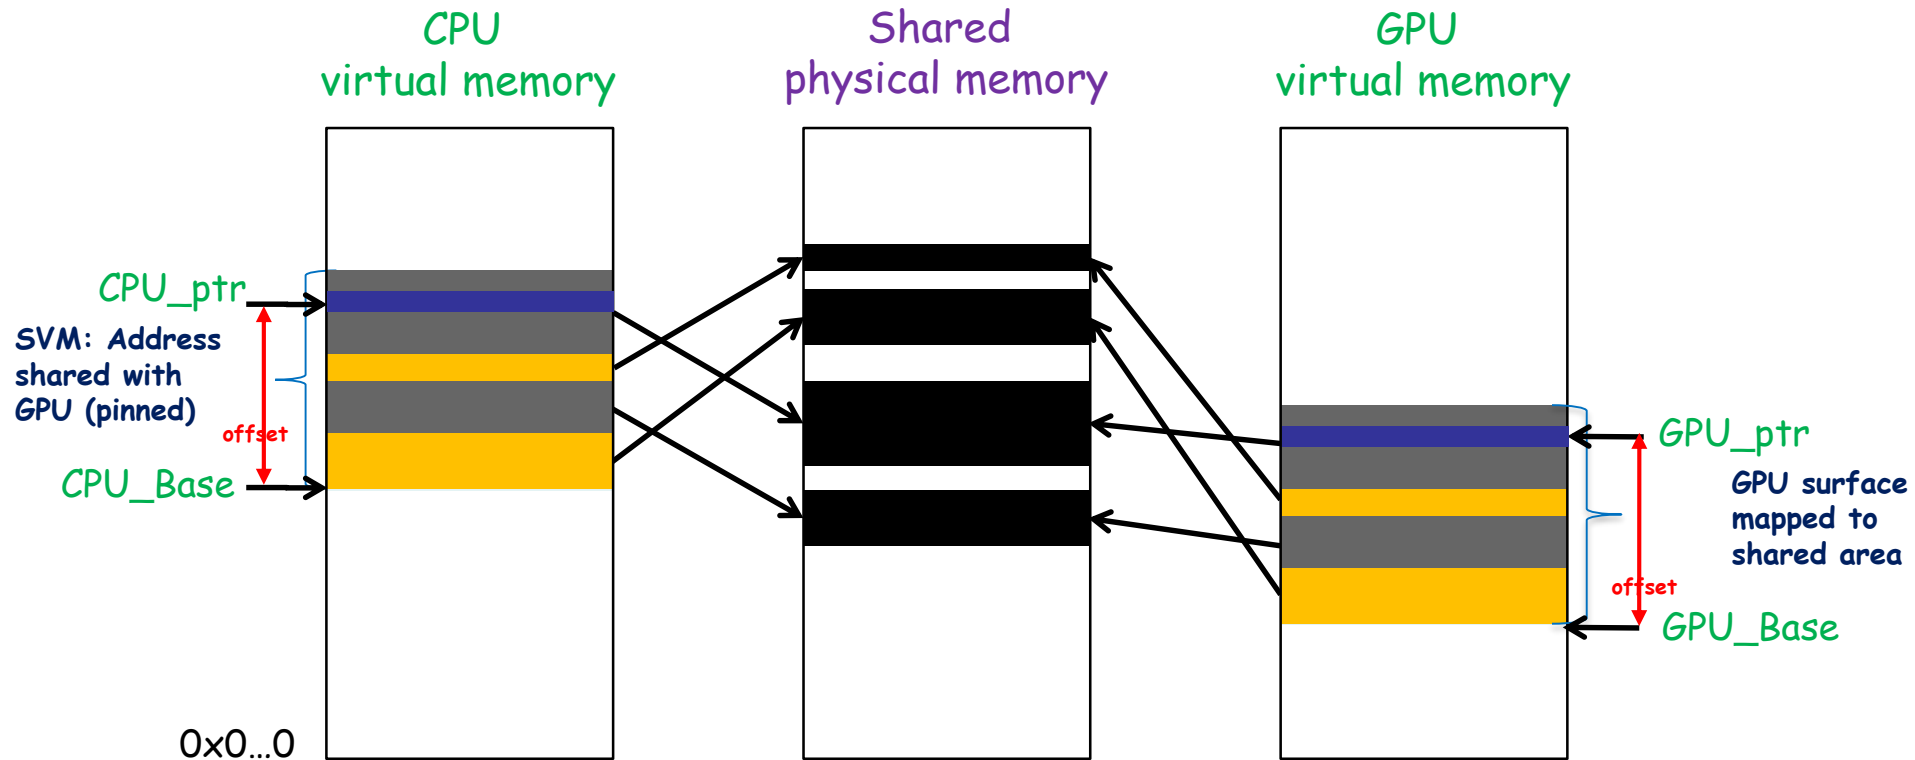 CPU
virtual memory
Shared
physical memory
GPU
virtual memory
CPU_ptr
SVM: Address
shared with
GPU (pinned)
offset
CPU_Base
0x0...0
GPU_ptr
GPU surface
mapped to
shared area
offset
GPU_Base